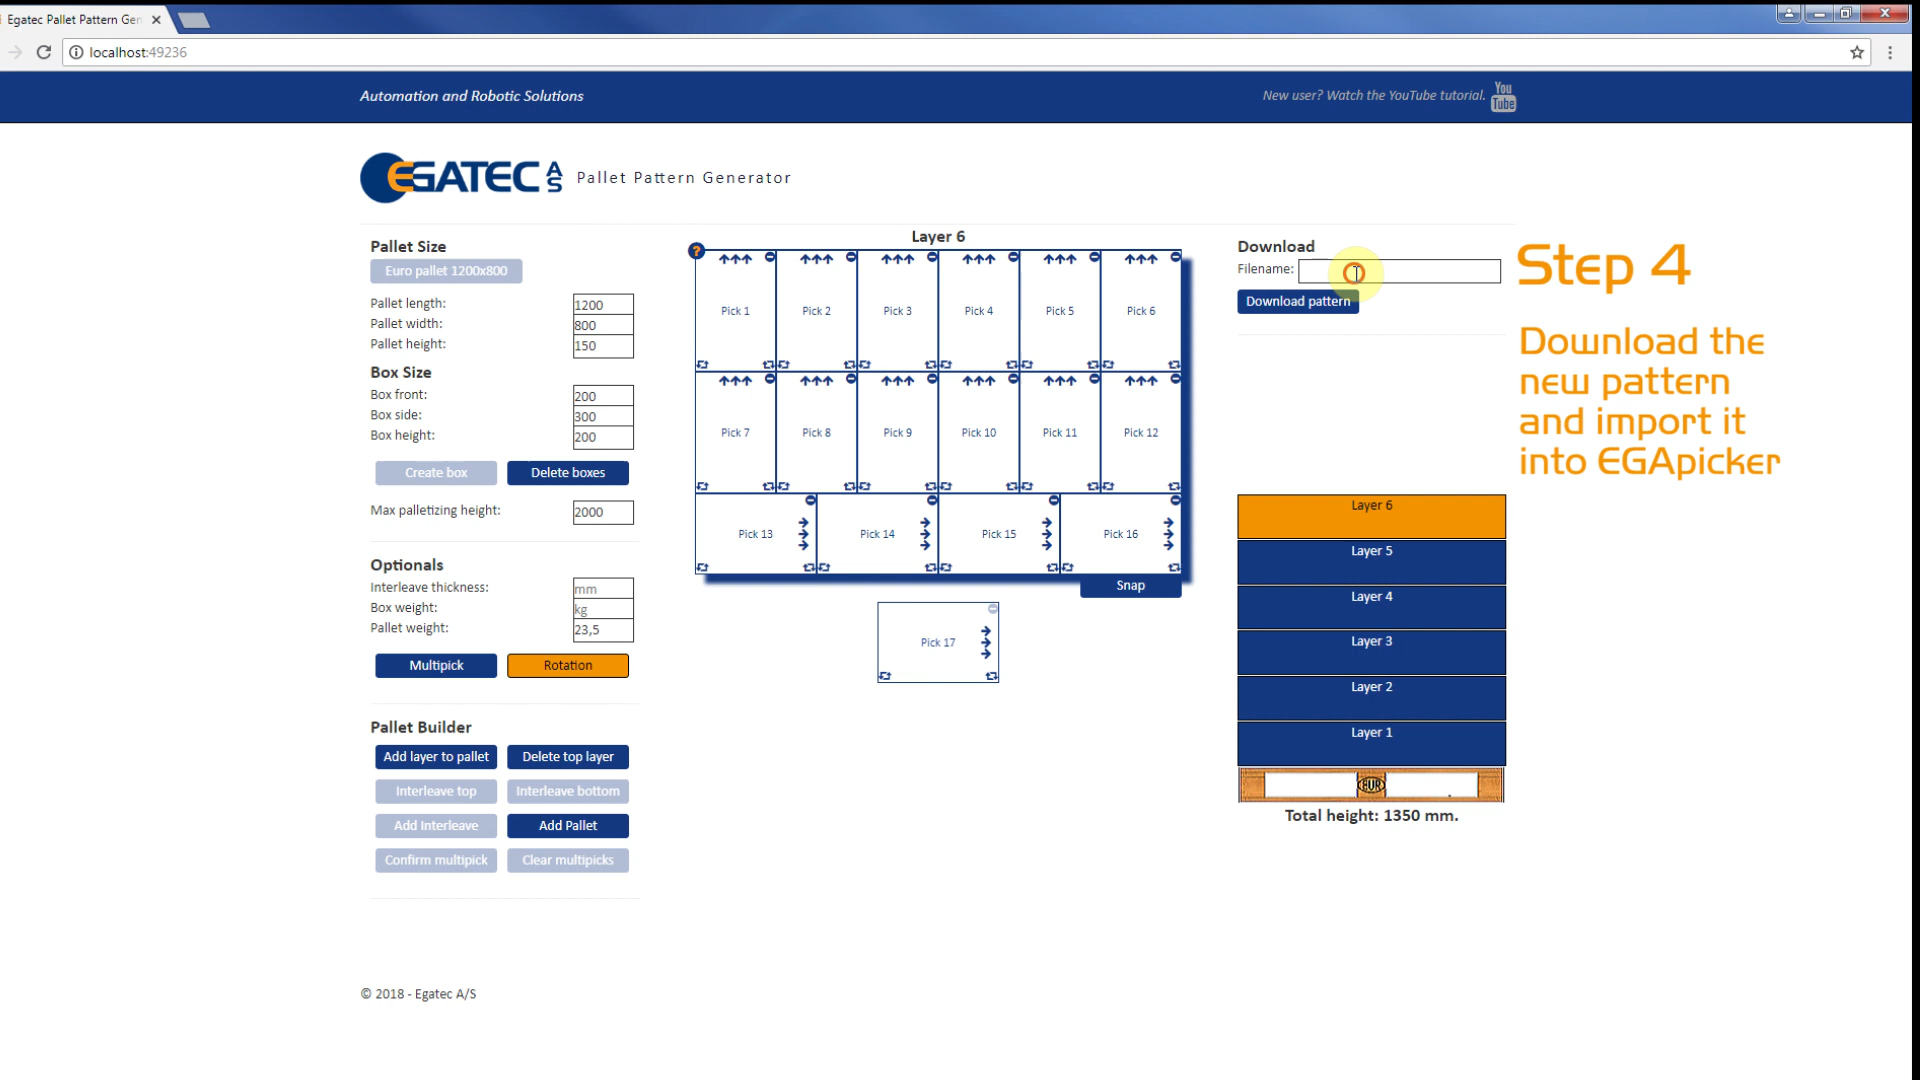 Egatec Pallet Pattern Gen
localhost:49236
Automation and Robotic Solutions
New user? Watch the YouTube tutorial.
You
Tube
EGATEC A/S
Pallet Pattern Generator
Pallet Size
Euro pallet 1200x800
Pallet length: 1200
Pallet width: 800
Pallet height: 150
Box Size
Box front: 200
Box side: 300
Box height: 200
Create box
Delete boxes
Max palletizing height: 2000
Optionals
Interleave thickness: mm
Box weight: kg
Pallet weight: 23,5
Multipick
Rotation
Pallet Builder
Add layer to pallet
Delete top layer
Interleave top
Interleave bottom
Add Interleave
Add Pallet
Confirm multipick
Clear multipicks
© 2018 - Egatec A/S
Layer 6
?
Pick 1
Pick 2
Pick 3
Pick 4
Pick 5
Pick 6
Pick 7
Pick 8
Pick 9
Pick 10
Pick 11
Pick 12
Pick 13
Pick 14
Pick 15
Pick 16
Snap
Pick 17
Download
Filename:
Download pattern
Layer 6
Layer 5
Layer 4
Layer 3
Layer 2
Layer 1
EUR
Total height: 1350 mm.
Step 4
Download the
new pattern
and import it
into EGApicker